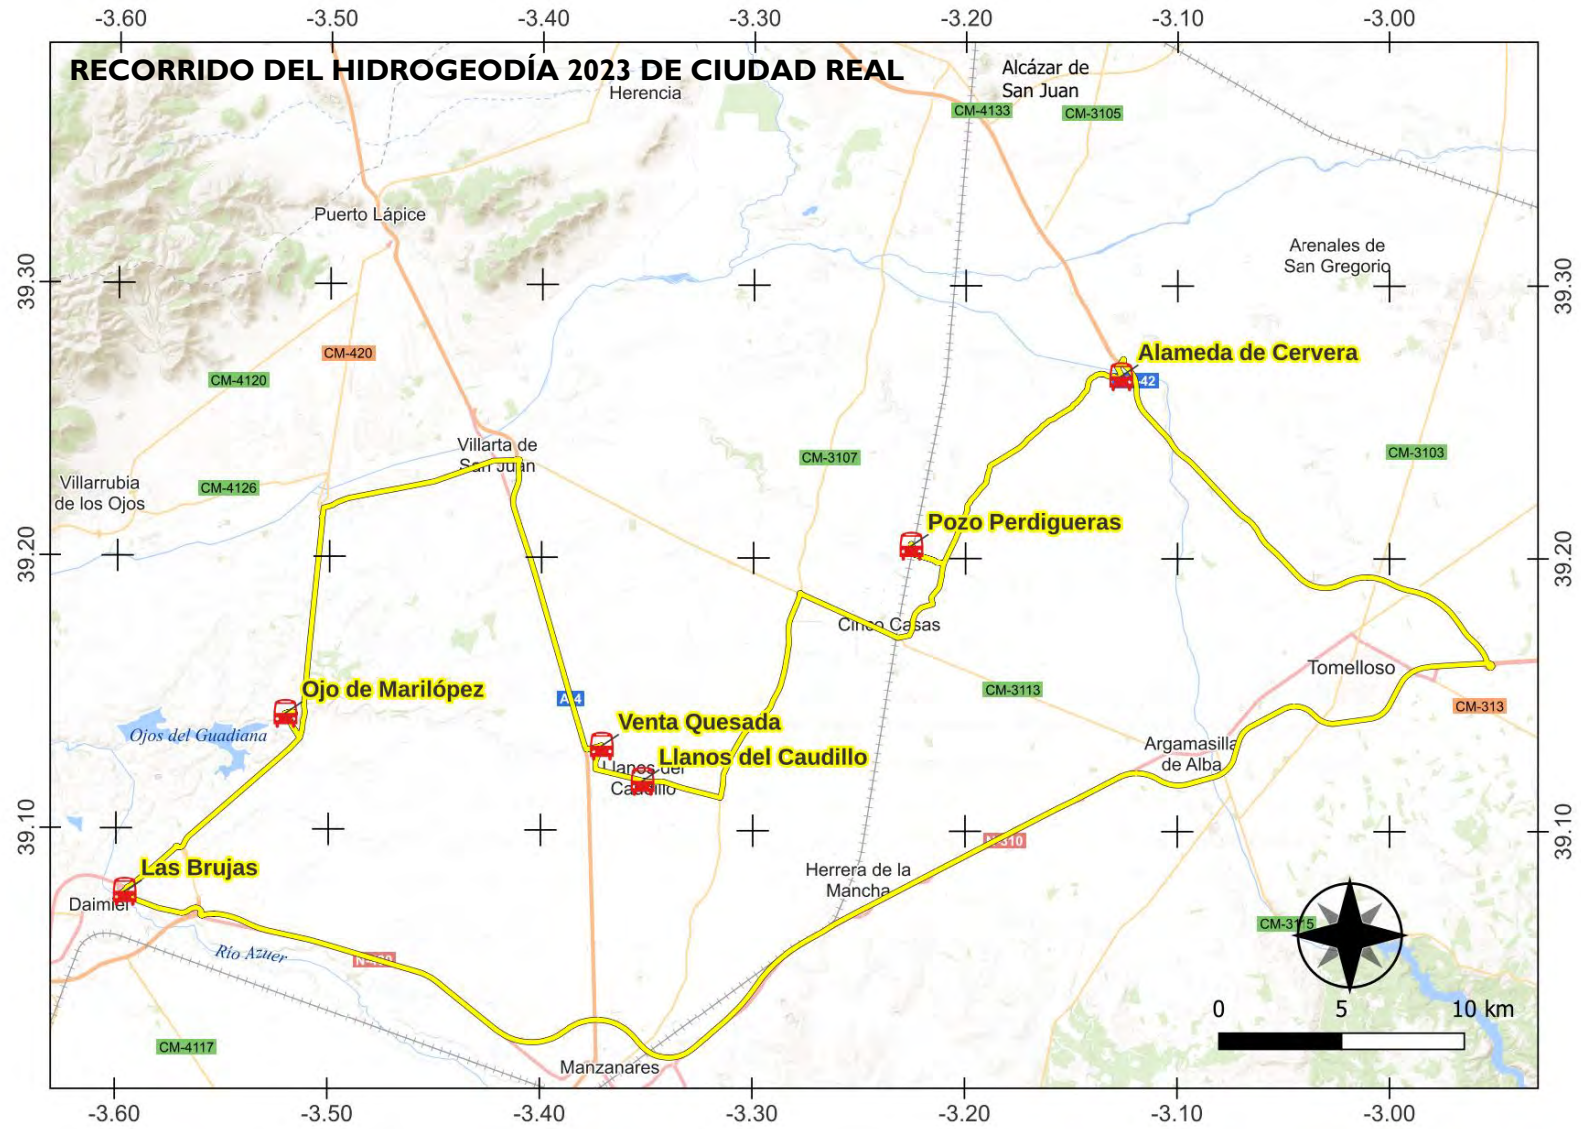 -3.60 -3.50 -3.40 -3.30 -3.20 -3.10 -3.00
RECORRIDO DEL HIDROGEODÍA 2023 DE CIUDAD REAL
Alcázar de
San Juan
Herencia
CM-4133
CM-3105
Puerto Lápice
Arenales de
San Gregorio
39.30
39.30
CM-420
Alameda de Cervera
CM-4120
42
Villarta de
San Juan
CM-3107
CM-3103
Villarrubia
de los Ojos
CM-4126
Pozo Perdigueras
39.20
39.20
Cinco Casas
Tomelloso
Ojo de Marilópez
CM-3113
A-4
CM-313
Venta Quesada
Ojos del Guadiana
Argamasilla
de Alba
Llanos del Caudillo
Llanos del
Caudillo
39.10
39.10
N-310
Las Brujas
Herrera de la
Mancha
Daimiel
CM-3115
Río Azuer
0 5 10 km
CM-4117
Manzanares
-3.60 -3.50 -3.40 -3.30 -3.20 -3.10 -3.00